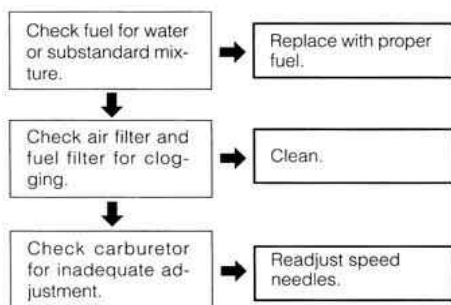 Check fuel for water
or substandard mix-
ture.
Replace with proper
fuel.
Check air filter and
fuel filter for clog-
ging.
Clean.
Check carburetor
for inadequate ad-
justment.
Readjust speed
needles.